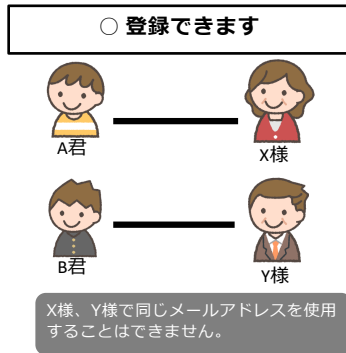 ○ 登録できます
A君
X様
B君
Y様
X様、Y様で同じメールアドレスを使用
することはできません。